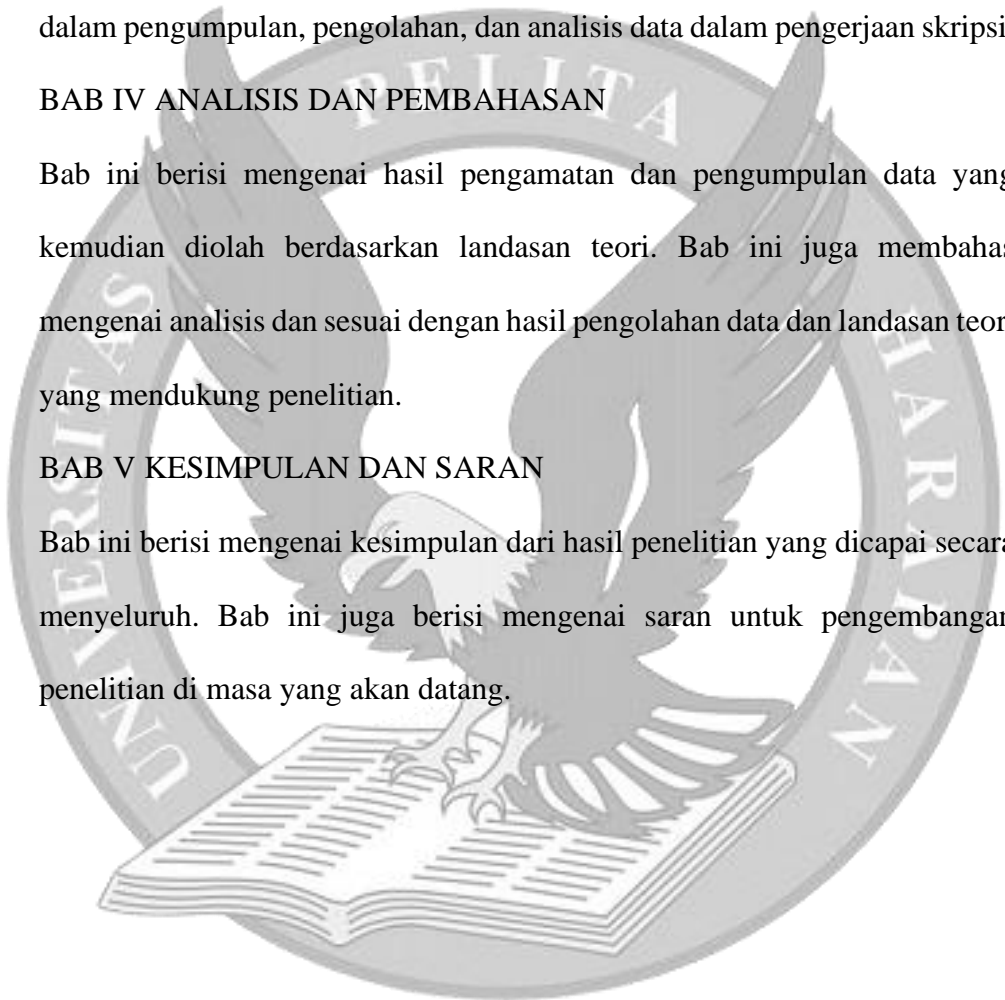 dalam pengumpulan, pengolahan, dan analisis data dalam pengerjaan skripsi
BAB IV ANALISIS DAN PEMBAHASAN
Bab ini berisi mengenai hasil pengamatan dan pengumpulan data yang
kemudian diolah berdasarkan landasan teori. Bab ini juga membahas
mengenai analisis dan sesuai dengan hasil pengolahan data dan landasan teori
yang mendukung penelitian.
BAB V KESIMPULAN DAN SARAN
Bab ini berisi mengenai kesimpulan dari hasil penelitian yang dicapai secara
menyeluruh. Bab ini juga berisi mengenai saran untuk pengembangan
penelitian di masa yang akan datang.
UNIVERSITAS PELITA HARAPAN